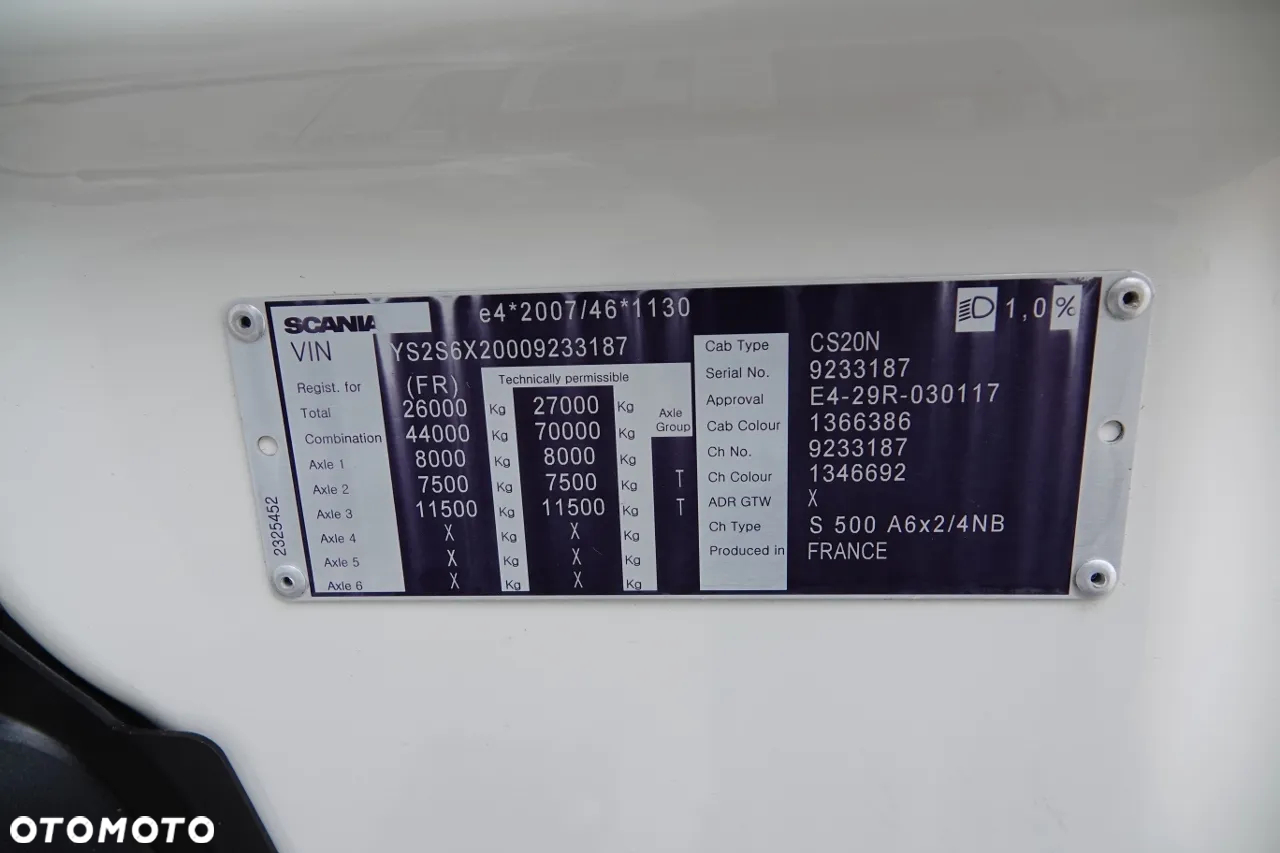 SCANIA e4*2007/46*1130 1,0 %
VIN YS2S6X20009233187
Regist. for (FR) Technically permissible
Total 26000 Kg 27000 Kg Axle Group
Combination 44000 Kg 70000 Kg
Axle 1 8000 Kg 8000 Kg
Axle 2 7500 Kg 7500 Kg T
Axle 3 11500 Kg 11500 Kg T
Axle 4 X Kg X Kg
Axle 5 X Kg X Kg
Axle 6 X Kg X Kg
Cab Type CS20N
Serial No. 9233187
Approval E4-29R-030117
Cab Colour 1366386
Ch No. 9233187
Ch Colour 1346692
ADR GTW X
Ch Type S 500 A6x2/4NB
Produced in FRANCE
2325452
OTOMOTO